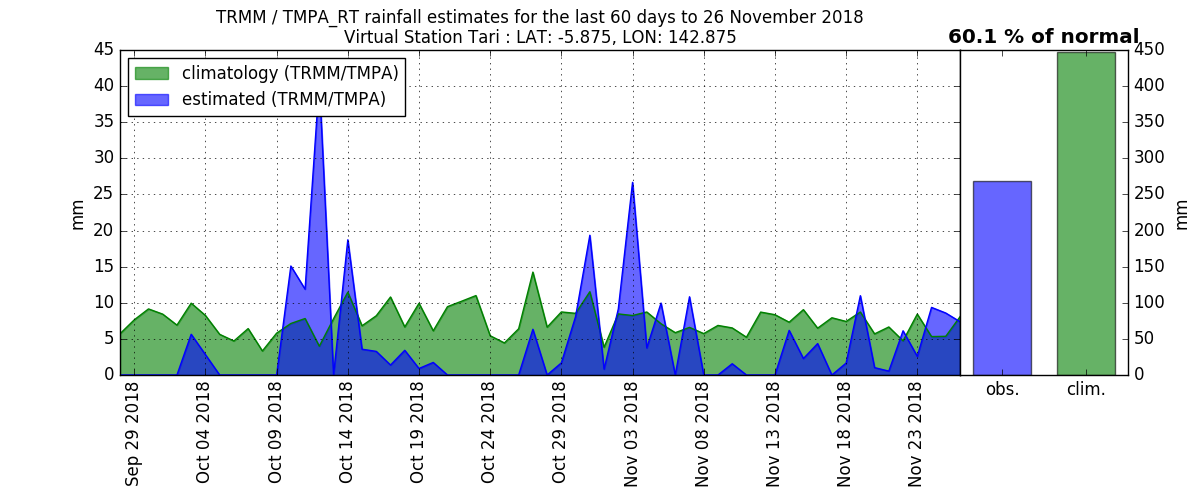 TRMM / TMPA_RT rainfall estimates for the last 60 days to 26 November 2018
Virtual Station Tari : LAT: -5.875, LON: 142.875
60.1 % of normal
climatology (TRMM/TMPA)
estimated (TRMM/TMPA)
45
40
35
30
25
20
15
10
5
0
mm
450
400
350
300
250
200
150
100
50
0
mm
obs.
clim.
Sep 29 2018
Oct 04 2018
Oct 09 2018
Oct 14 2018
Oct 19 2018
Oct 24 2018
Oct 29 2018
Nov 03 2018
Nov 08 2018
Nov 13 2018
Nov 18 2018
Nov 23 2018